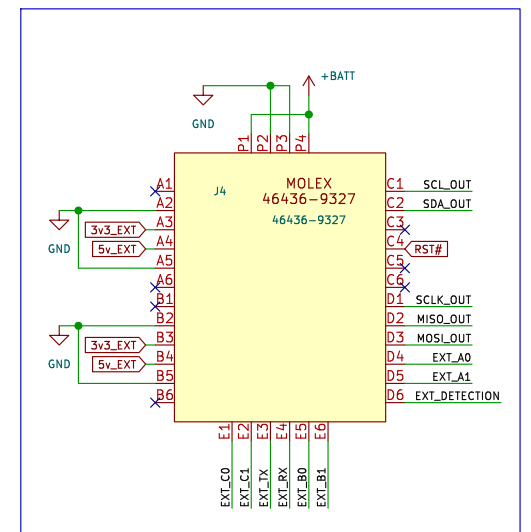 +BATT
GND
P1 P2 P3 P4
A1 J4 MOLEX C1 SCL_OUT
46436-9327
A2 C2 SDA_OUT
46436-9327
3v3_EXT A3 C3
GND 5v_EXT A4 C4 RST#
A5 C5
A6 C6
B1 D1 SCLK_OUT
B2 D2 MISO_OUT
3v3_EXT B3 D3 MOSI_OUT
GND 5v_EXT B4 D4 EXT_A0
B5 D5 EXT_A1
B6 D6 EXT_DETECTION
E1 E2 E3 E4 E5 E6
EXT_C0 EXT_C1 EXT_TX EXT_RX EXT_B0 EXT_B1